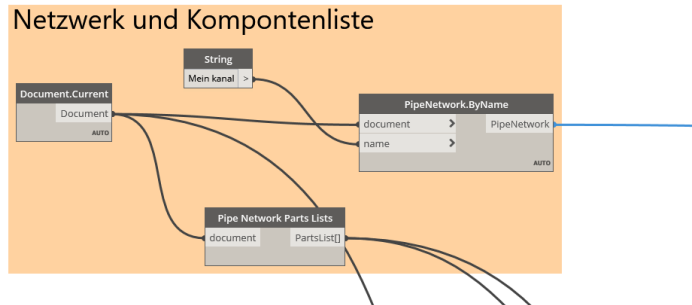 Netzwerk und Kompontenliste
String
Mein kanal >
Document.Current
Document
AUTO
PipeNetwork.ByName
document > PipeNetwork
name >
AUTO
Pipe Network Parts Lists
document PartsList[]